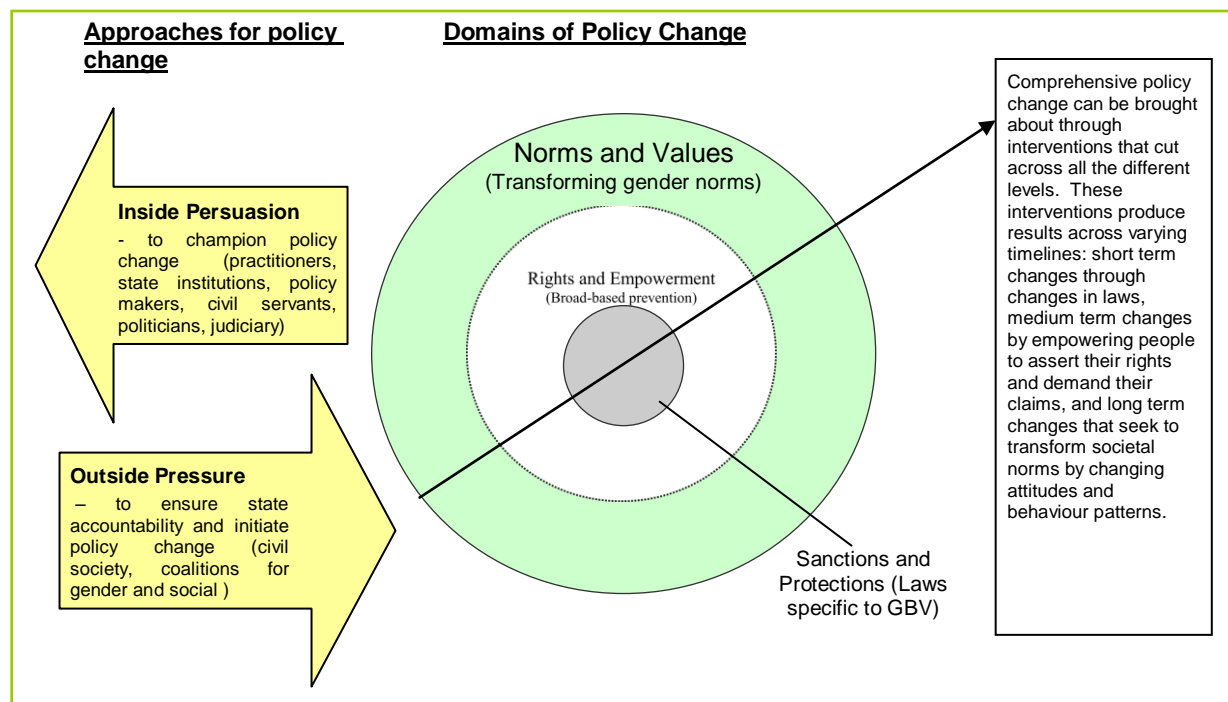 Approaches for policy
change
Domains of Policy Change
Inside Persuasion
- to champion policy
change (practitioners,
state institutions, policy
makers, civil servants,
politicians, judiciary)
Outside Pressure
– to ensure state
accountability and initiate
policy change (civil
society, coalitions for
gender and social )
Norms and Values
(Transforming gender norms)
Rights and Empowerment
(Broad-based prevention)
Sanctions and
Protections (Laws
specific to GBV)
Comprehensive policy
change can be brought
about through
interventions that cut
across all the different
levels. These
interventions produce
results across varying
timelines: short term
changes through
changes in laws,
medium term changes
by empowering people
to assert their rights
and demand their
claims, and long term
changes that seek to
transform societal
norms by changing
attitudes and
behaviour patterns.